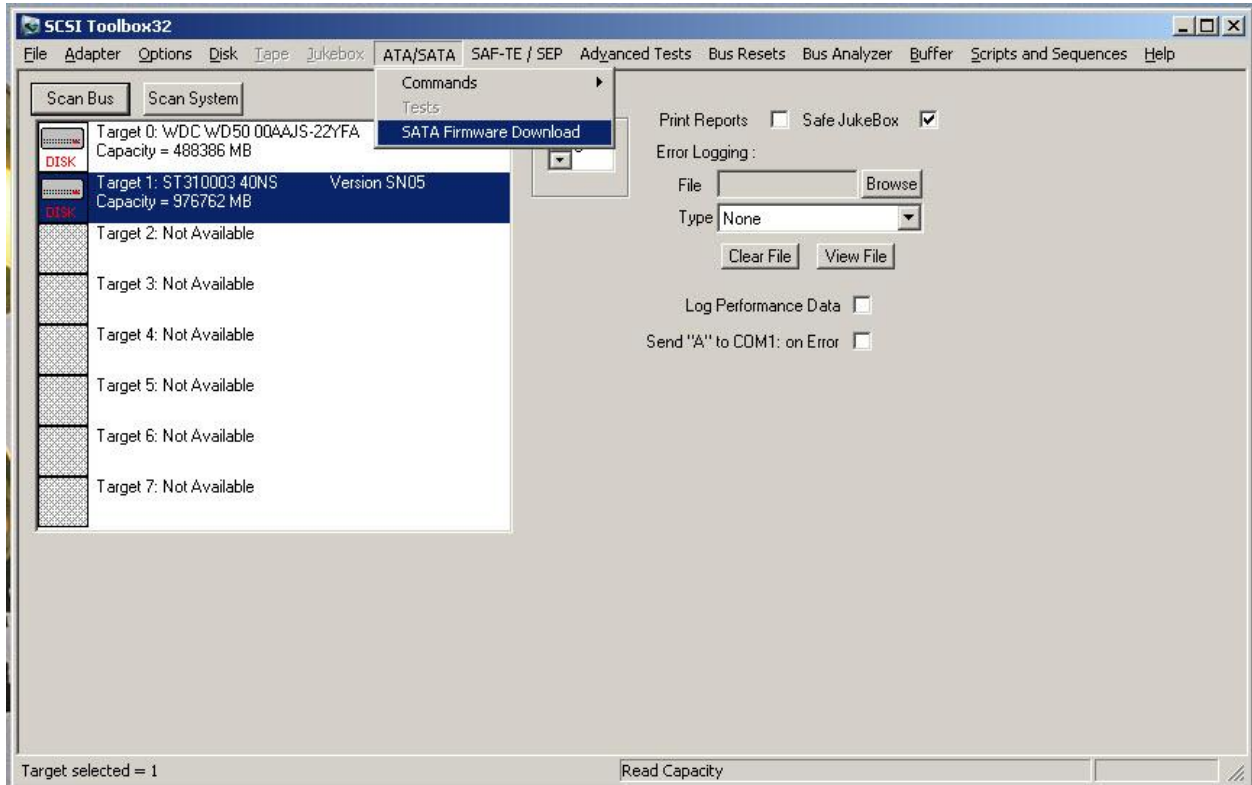 SCSI Toolbox32
File Adapter Options Disk Tape Jukebox ATA/SATA SAF-TE / SEP Advanced Tests Bus Resets Bus Analyzer Buffer Scripts and Sequences Help
Commands
Tests
SATA Firmware Download
Scan Bus Scan System
Target 0: WDC WD50 00AAJS-22YFA
Capacity = 488386 MB
DISK
Target 1: ST310003 40NS Version SN05
Capacity = 976762 MB
DISK
Target 2: Not Available
Target 3: Not Available
Target 4: Not Available
Target 5: Not Available
Target 6: Not Available
Target 7: Not Available
Print Reports Safe JukeBox
Error Logging :
File Browse
Type None
Clear File View File
Log Performance Data
Send "A" to COM1: on Error
Target selected = 1 Read Capacity